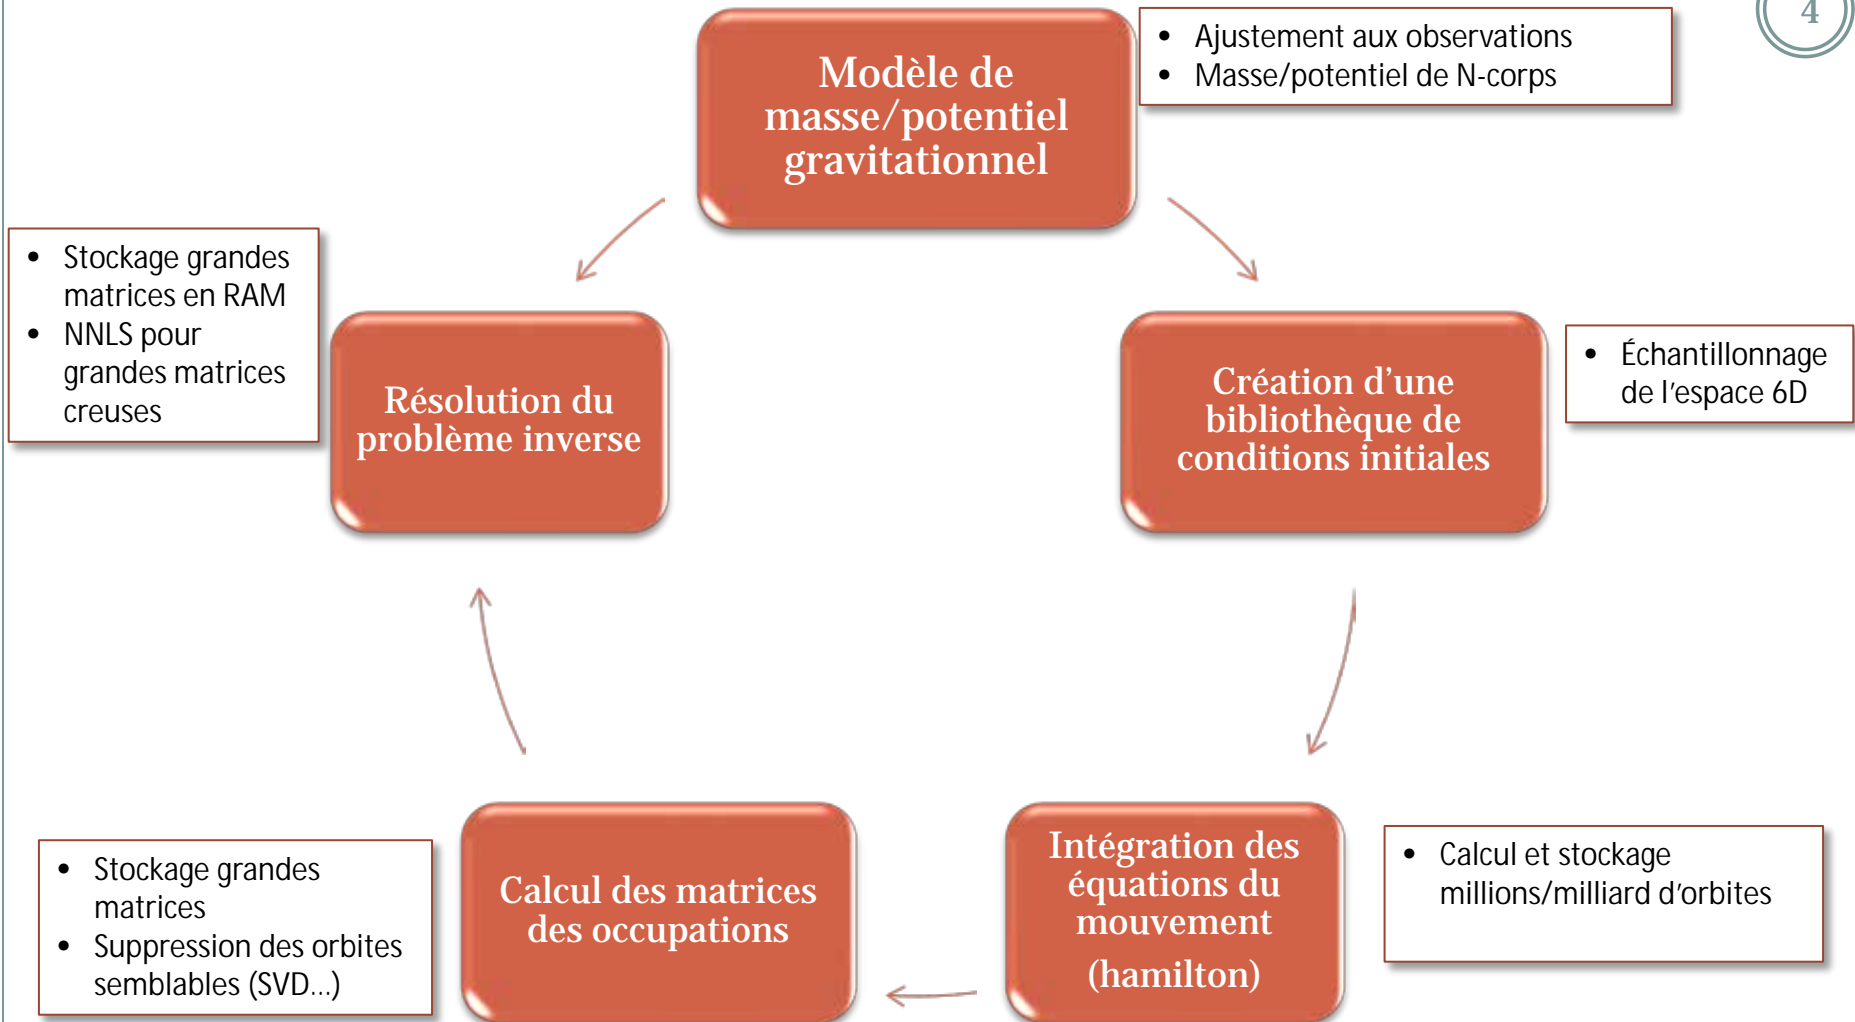 4
Modèle de
masse/potentiel
gravitationnel
• Ajustement aux observations
• Masse/potentiel de N-corps
Création d'une
bibliothèque de
conditions initiales
• Échantillonnage
de l'espace 6D
Intégration des
équations du
mouvement
(hamilton)
• Calcul et stockage
millions/milliard d'orbites
Calcul des matrices
des occupations
• Stockage grandes
matrices
• Suppression des orbites
semblables (SVD...)
Résolution du
problème inverse
• Stockage grandes
matrices en RAM
• NNLS pour
grandes matrices
creuses